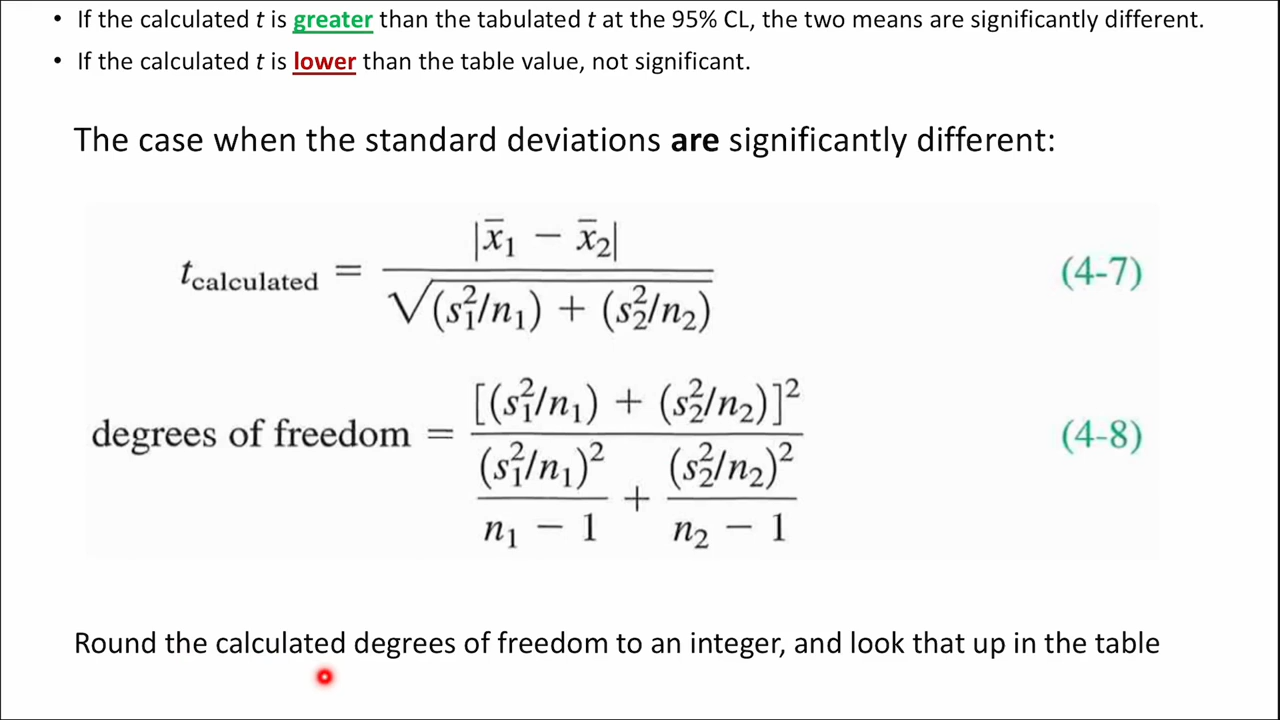 • If the calculated t is greater than the tabulated t at the 95% CL, the two means are significantly different.
• If the calculated t is lower than the table value, not significant.
The case when the standard deviations are significantly different:
t_calculated = |x̄₁ − x̄₂| / √((s₁²/n₁) + (s₂²/n₂)) (4-7)
degrees of freedom = [(s₁²/n₁) + (s₂²/n₂)]² / ((s₁²/n₁)²/(n₁ − 1) + (s₂²/n₂)²/(n₂ − 1)) (4-8)
Round the calculated degrees of freedom to an integer, and look that up in the table